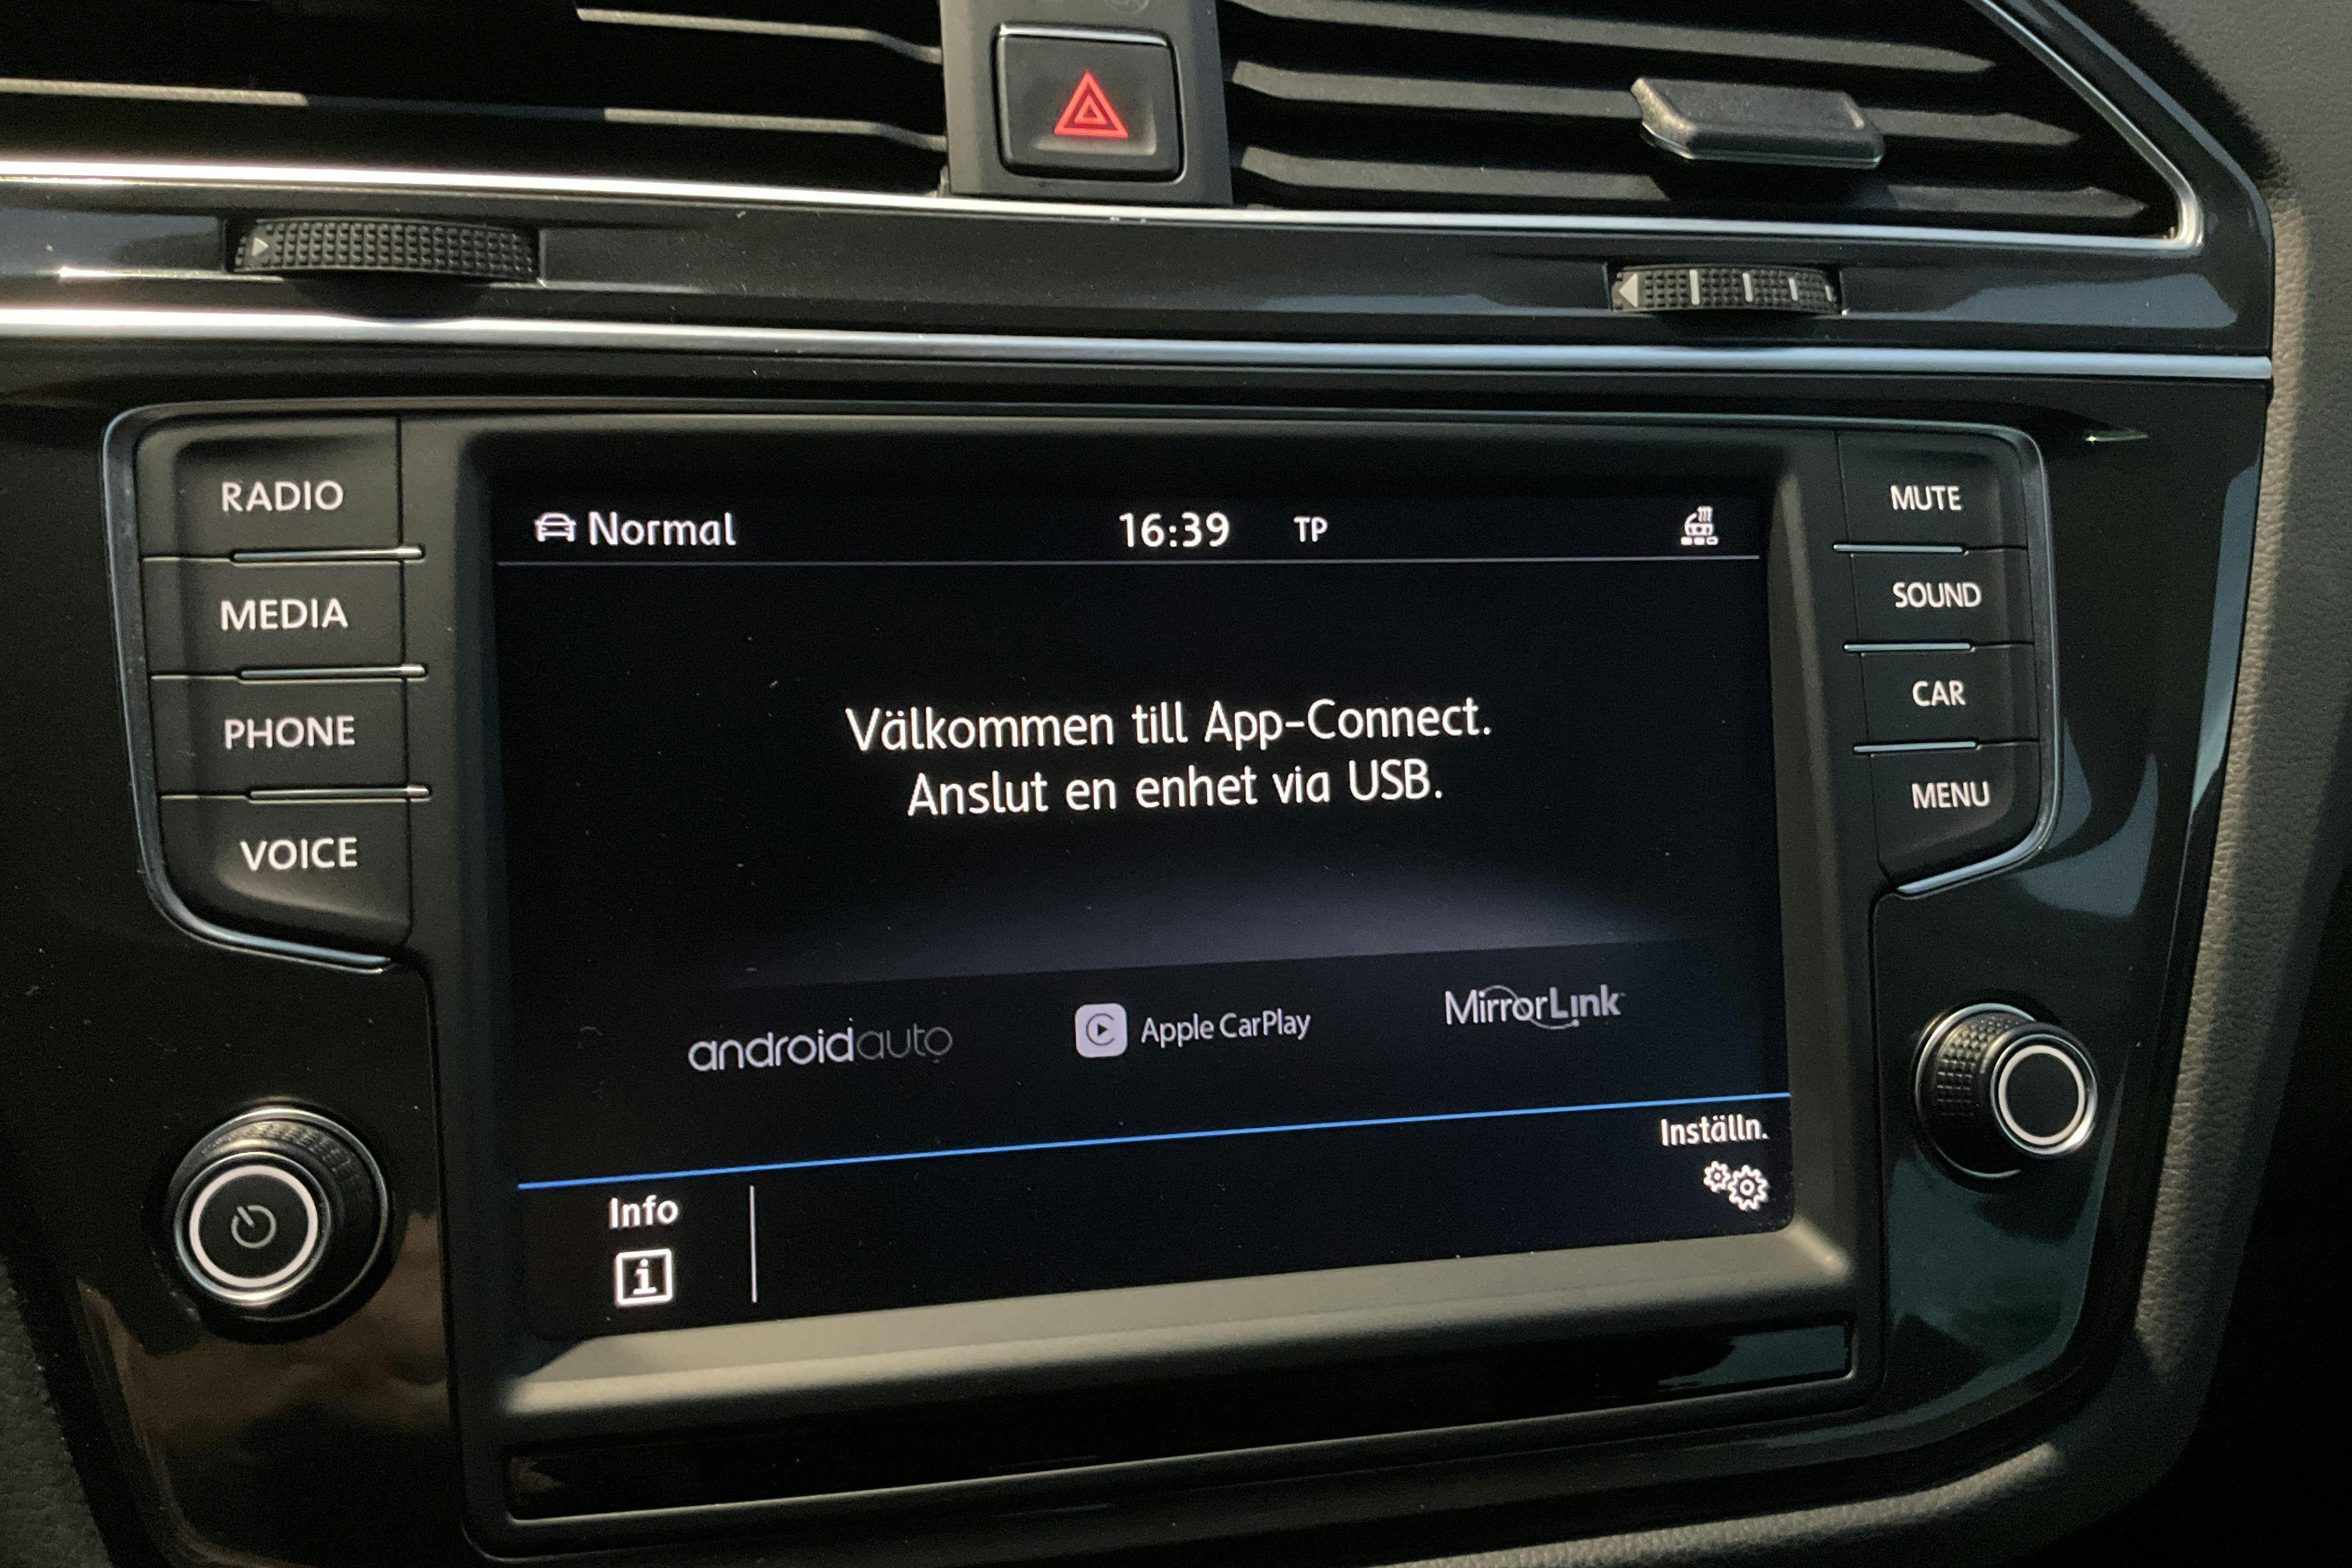 RADIO
MEDIA
PHONE
VOICE
Normal
16:39
TP
Välkommen till App-Connect.
Anslut en enhet via USB.
androidauto
Apple CarPlay
MirrorLink
Inställn.
Info
i
MUTE
SOUND
CAR
MENU